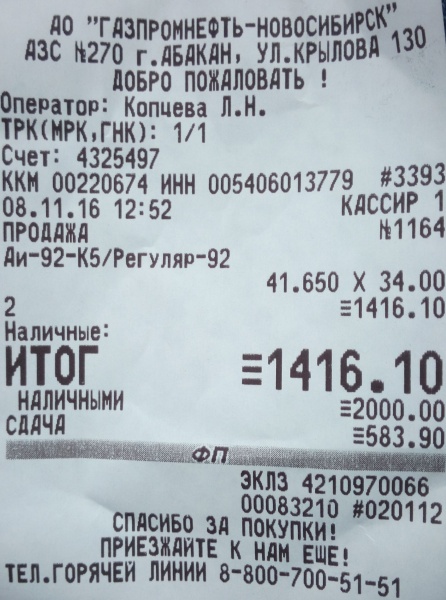 АО "ГАЗПРОМНЕФТЬ-НОВОСИБИРСК"
АЗС №270 г.АБАКАН, УЛ.КРЫЛОВА 130
ДОБРО ПОЖАЛОВАТЬ !
Оператор: Копцева Л.Н.
ТРК(МРК,ГНК): 1/1
Счет: 4325497
ККМ 00220674 ИНН 005406013779 #3393
08.11.16 12:52 КАССИР 1
ПРОДАЖА №1164
Аи-92-К5/Регуляр-92
41.650 X 34.00
2 ≡1416.10
Наличные:
ИТОГ ≡1416.10
НАЛИЧНЫМИ ≡2000.00
СДАЧА ≡583.90
ФП
ЭКЛЗ 4210970066
00083210 #020112
СПАСИБО ЗА ПОКУПКИ!
ПРИЕЗЖАЙТЕ К НАМ ЕЩЕ!
ТЕЛ.ГОРЯЧЕЙ ЛИНИИ 8-800-700-51-51